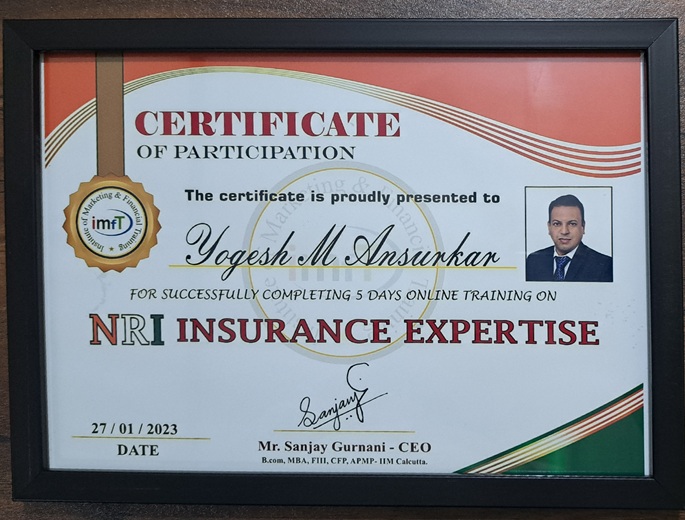 CERTIFICATE
OF PARTICIPATION
The certificate is proudly presented to
imfT
Institute of Marketing & Financial Training
Yogesh M Ansurkar
FOR SUCCESSFULLY COMPLETING 5 DAYS ONLINE TRAINING ON
NRI INSURANCE EXPERTISE
Sanjay G
27 / 01 / 2023
DATE
Mr. Sanjay Gurnani - CEO
B.com, MBA, FIII, CFP, APMP- IIM Calcutta.